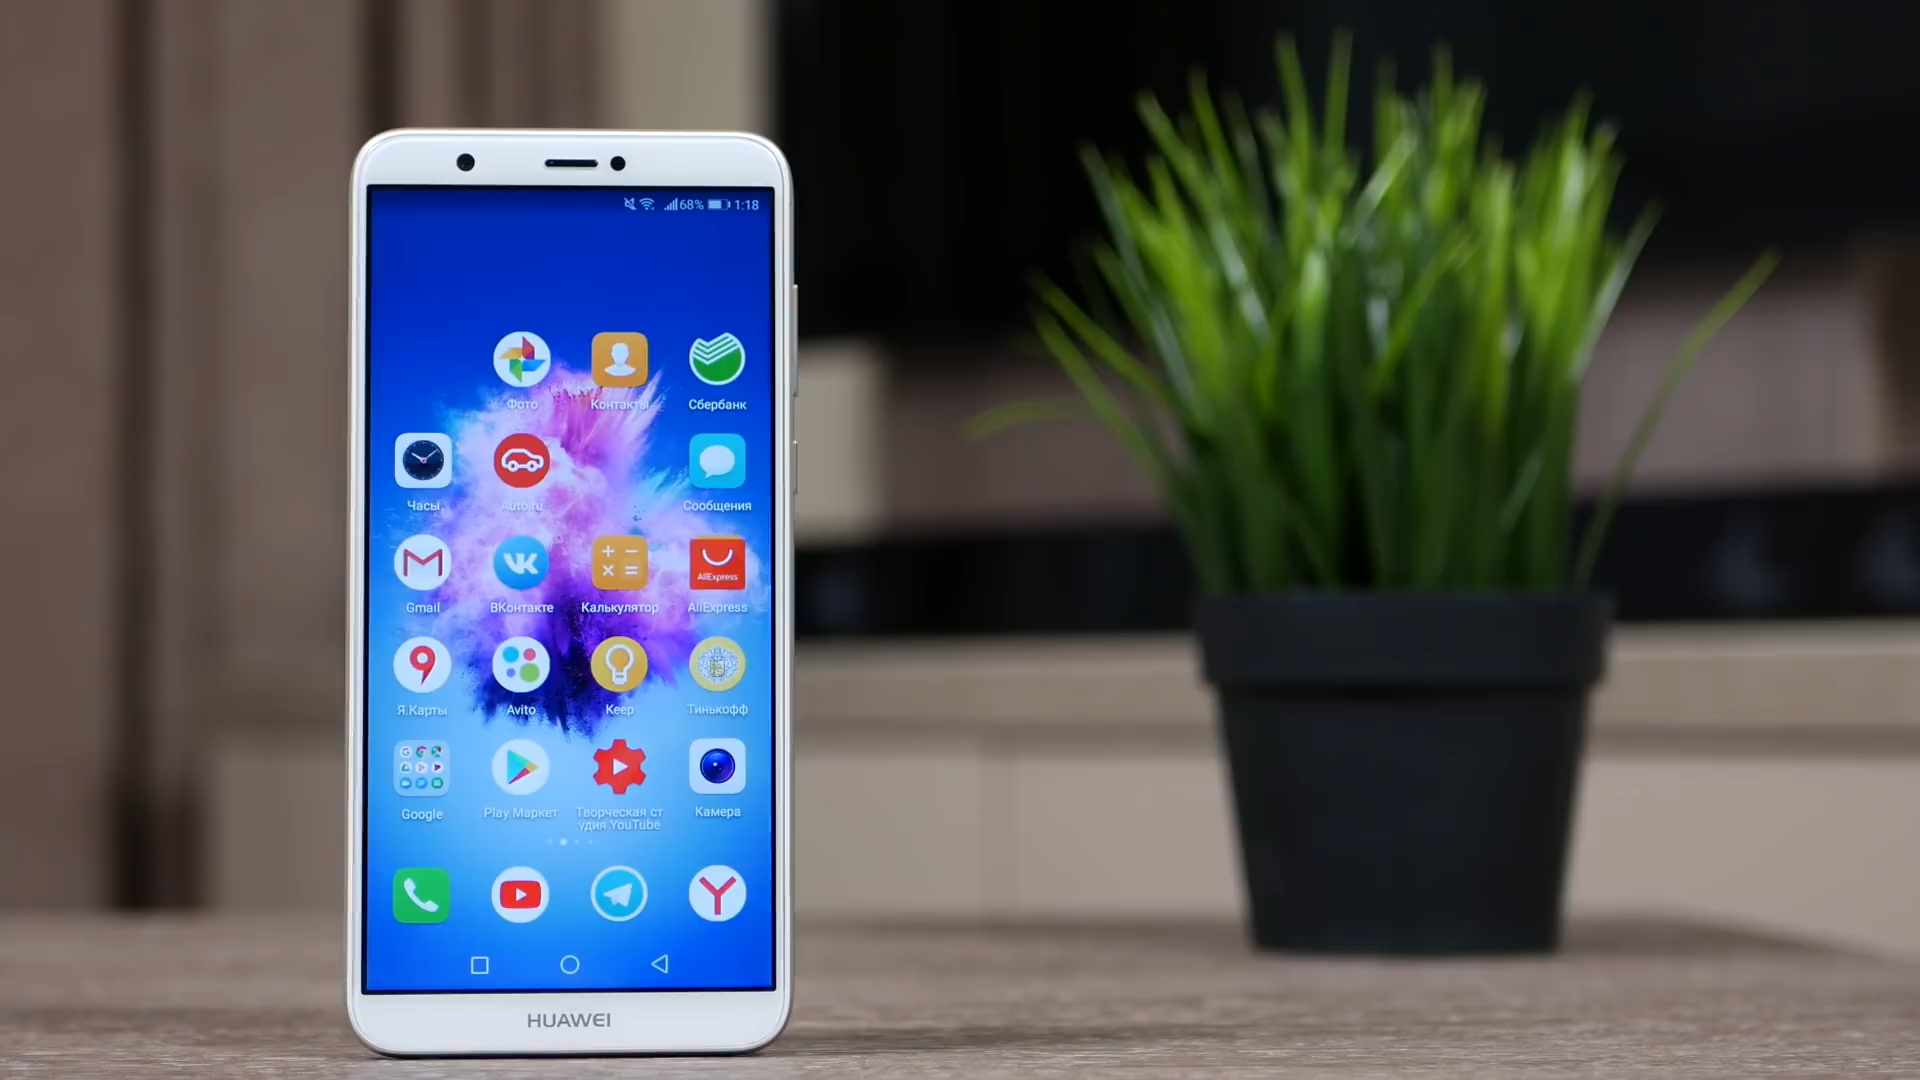 68% 1:18
Фото Контакты Сбербанк
Часы Auto.ru Сообщения
AliExpress
Gmail ВКонтакте Калькулятор AliExpress
Я.Карты Avito Keep Тинькофф
Google Play Маркет Творческая ст Камера
удия YouTube
HUAWEI